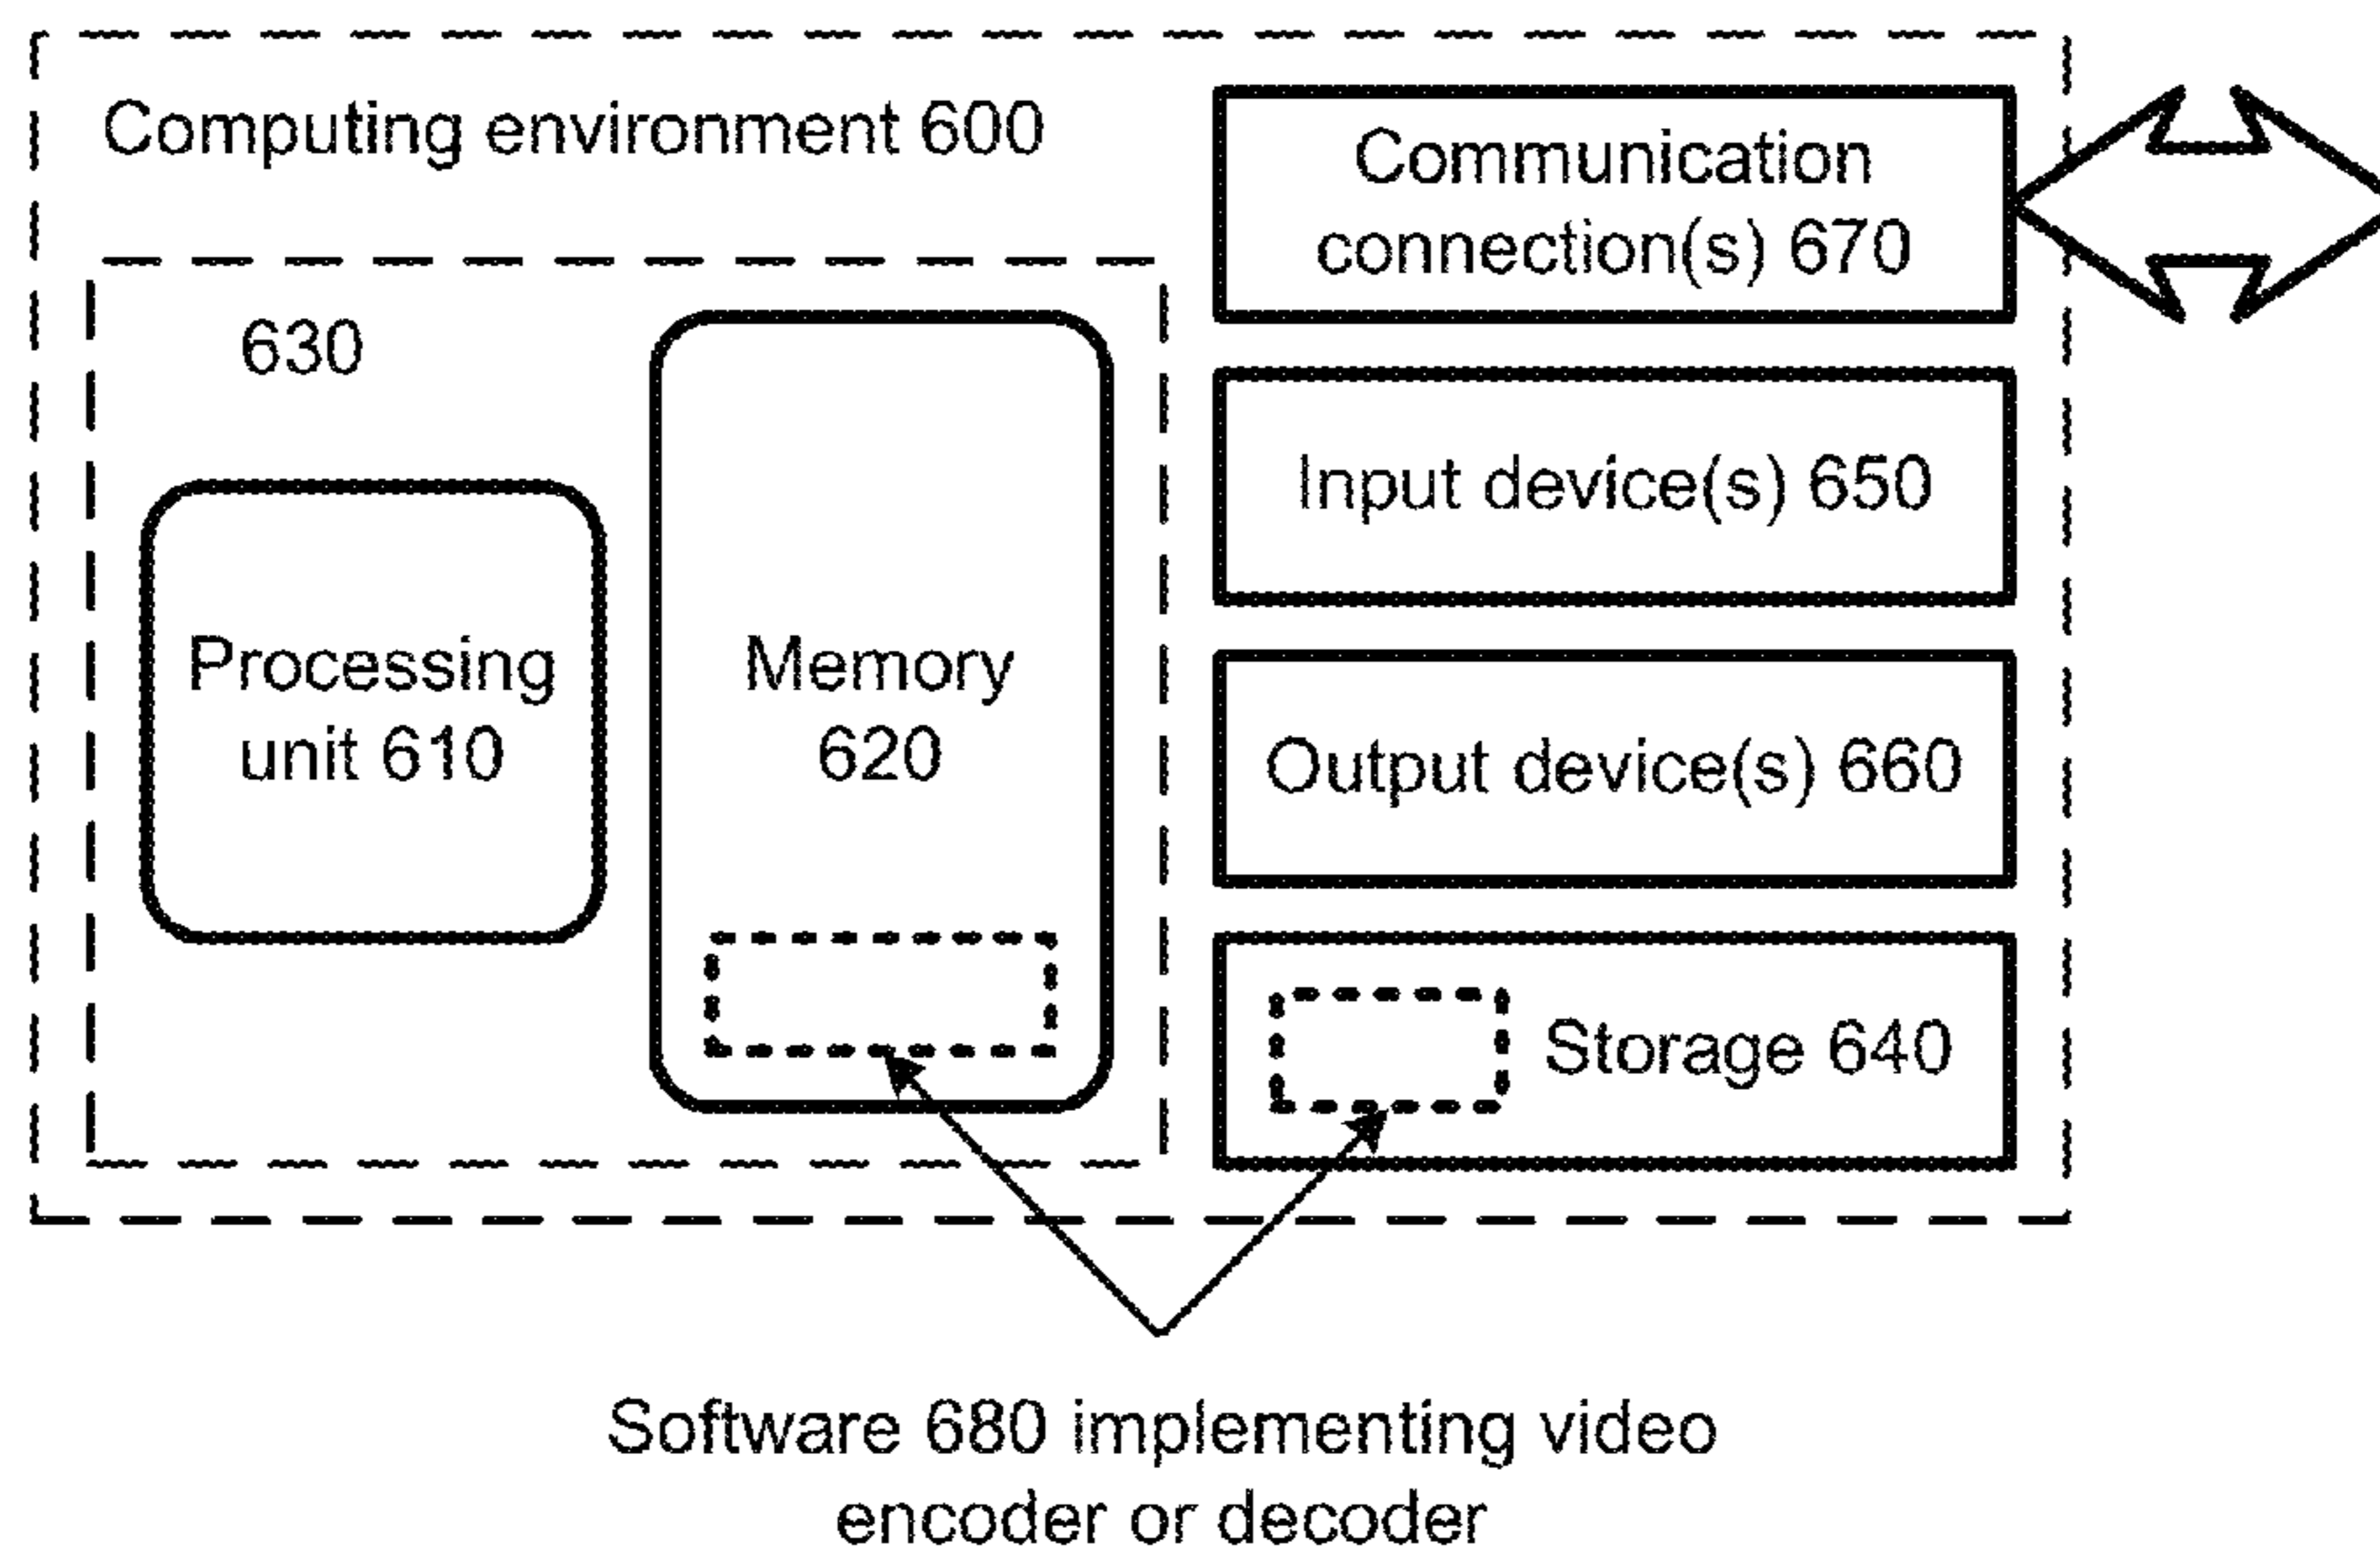 Computing environment 600
630
Processing
unit 610
Memory
620
Communication
connection(s) 670
Input device(s) 650
Output device(s) 660
Storage 640
Software 680 implementing video
encoder or decoder